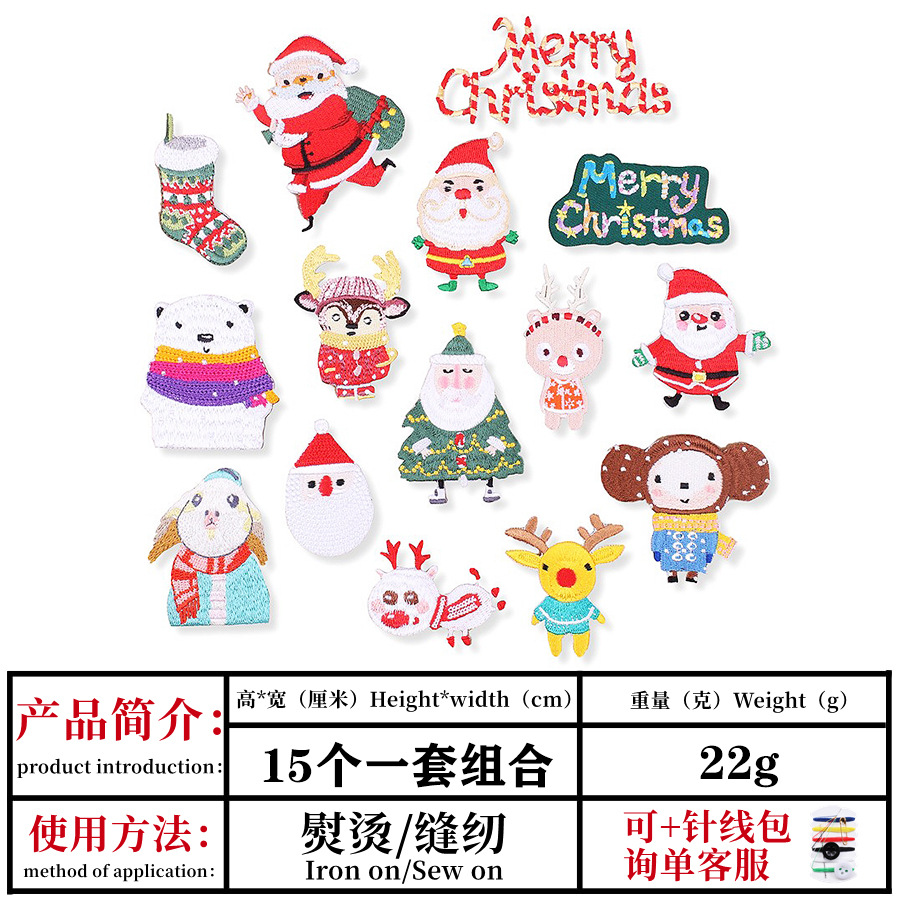 Merry
Christmas
Merry
Christmas
产品简介：
product introduction：
高*宽（厘米）Height*width（cm）
重量（克）Weight（g）
15个一套组合
22g
使用方法：
method of application：
熨烫/缝纫
Iron on/Sew on
可+针线包
询单客服